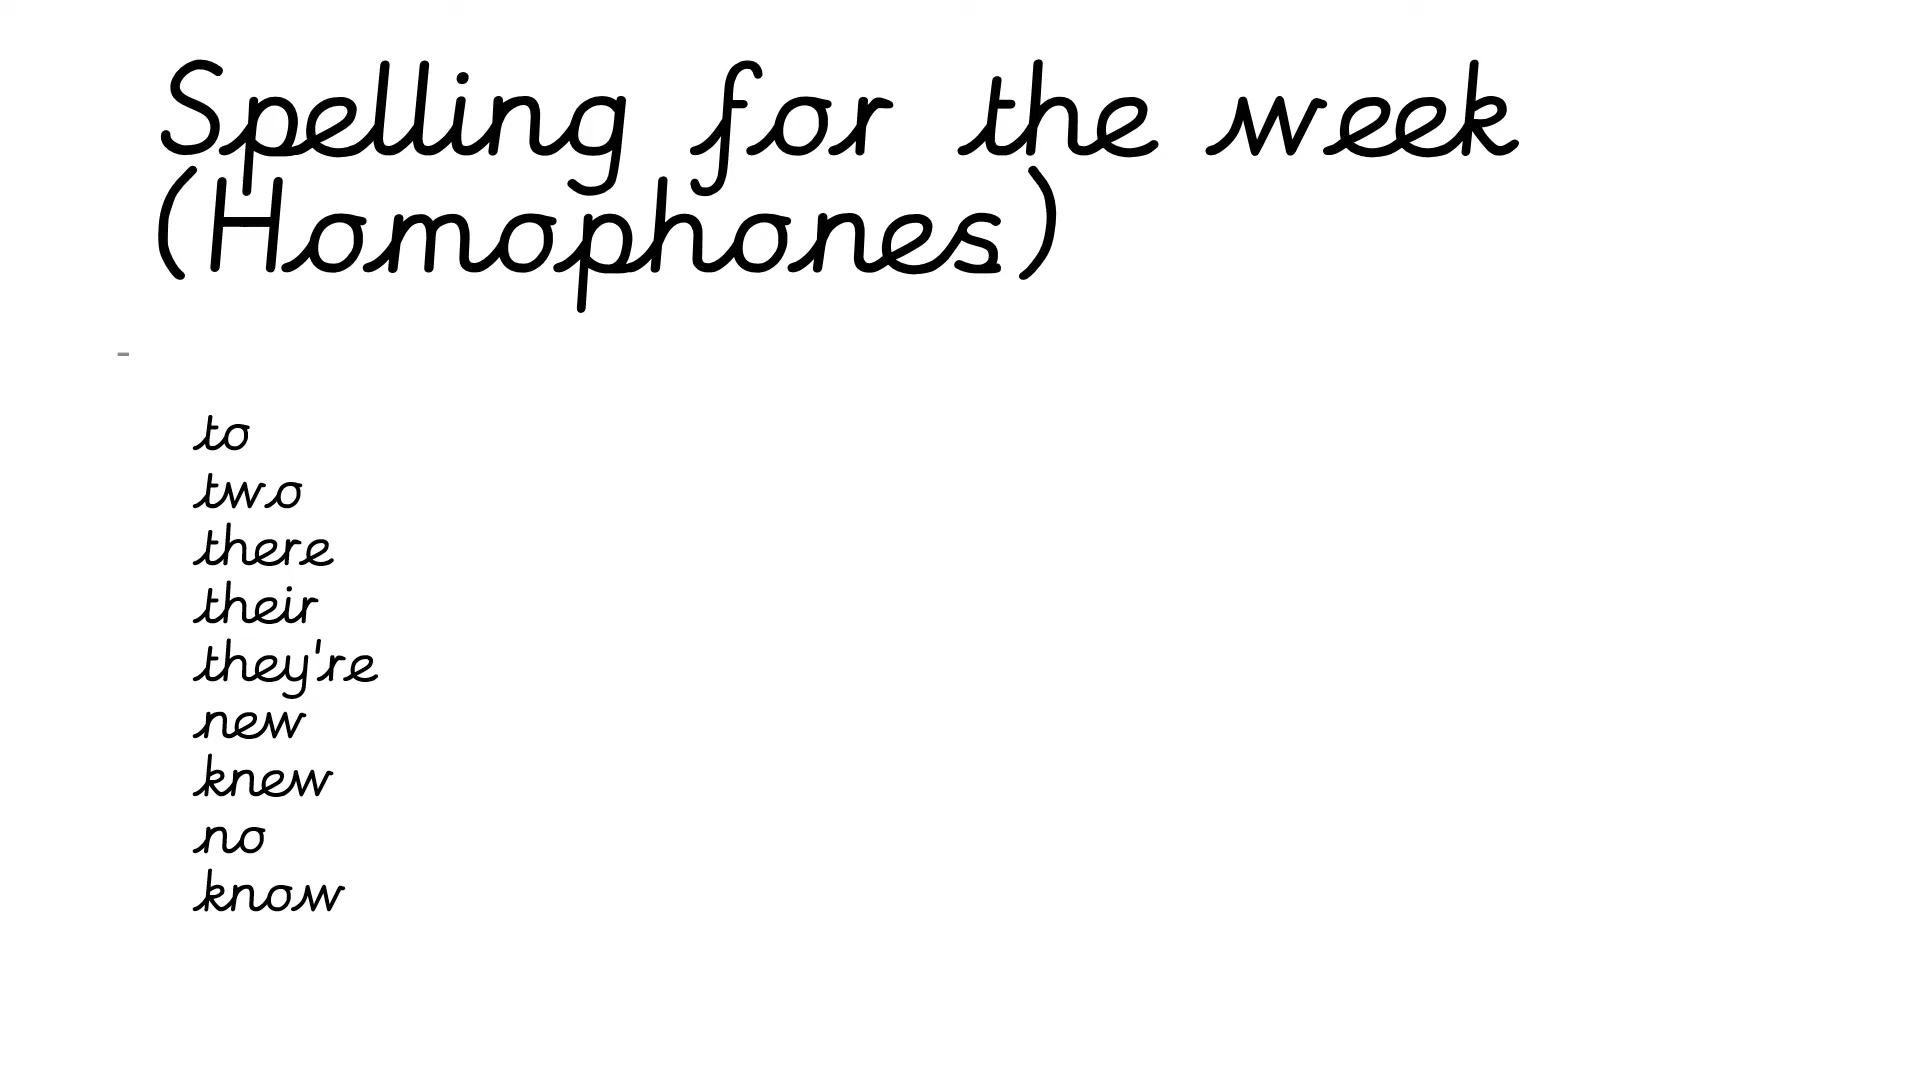 Spelling for the week
(Homophones)
-
to
two
there
their
they're
new
knew
no
know